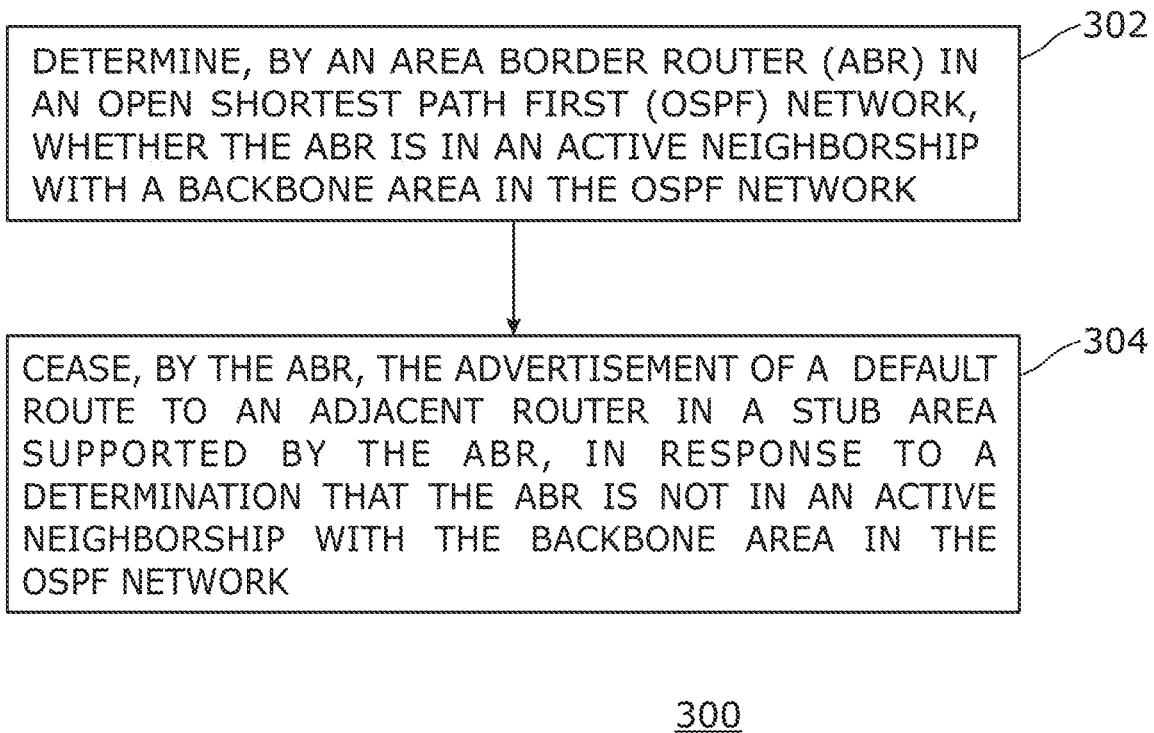 302
DETERMINE, BY AN AREA BORDER ROUTER (ABR) IN
AN OPEN SHORTEST PATH FIRST (OSPF) NETWORK,
WHETHER THE ABR IS IN AN ACTIVE NEIGHBORSHIP
WITH A BACKBONE AREA IN THE OSPF NETWORK
304
CEASE, BY THE ABR, THE ADVERTISEMENT OF A DEFAULT
ROUTE TO AN ADJACENT ROUTER IN A STUB AREA
SUPPORTED BY THE ABR, IN RESPONSE TO A
DETERMINATION THAT THE ABR IS NOT IN AN ACTIVE
NEIGHBORSHIP WITH THE BACKBONE AREA IN THE
OSPF NETWORK
300